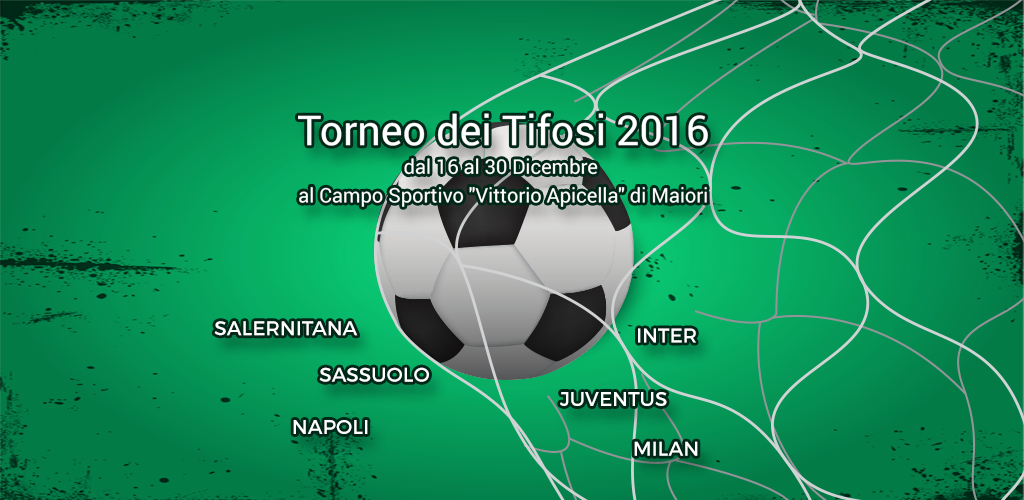 Torneo dei Tifosi 2016
dal 16 al 30 Dicembre
al Campo Sportivo "Vittorio Apicella" di Maiori
SALERNITANA
INTER
SASSUOLO
JUVENTUS
NAPOLI
MILAN